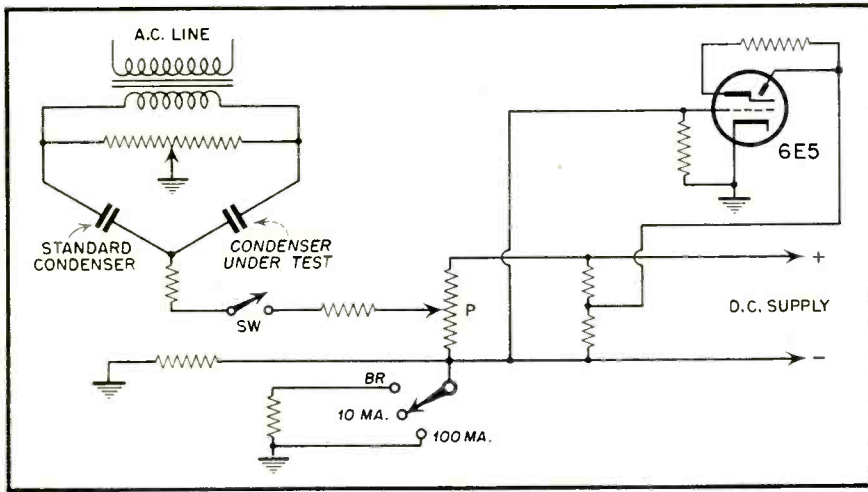 A.C. LINE
6E5
STANDARD
CONDENSER
CONDENSER
UNDER TEST
SW
P
+
D.C. SUPPLY
−
BR
10 MA.
100 MA.